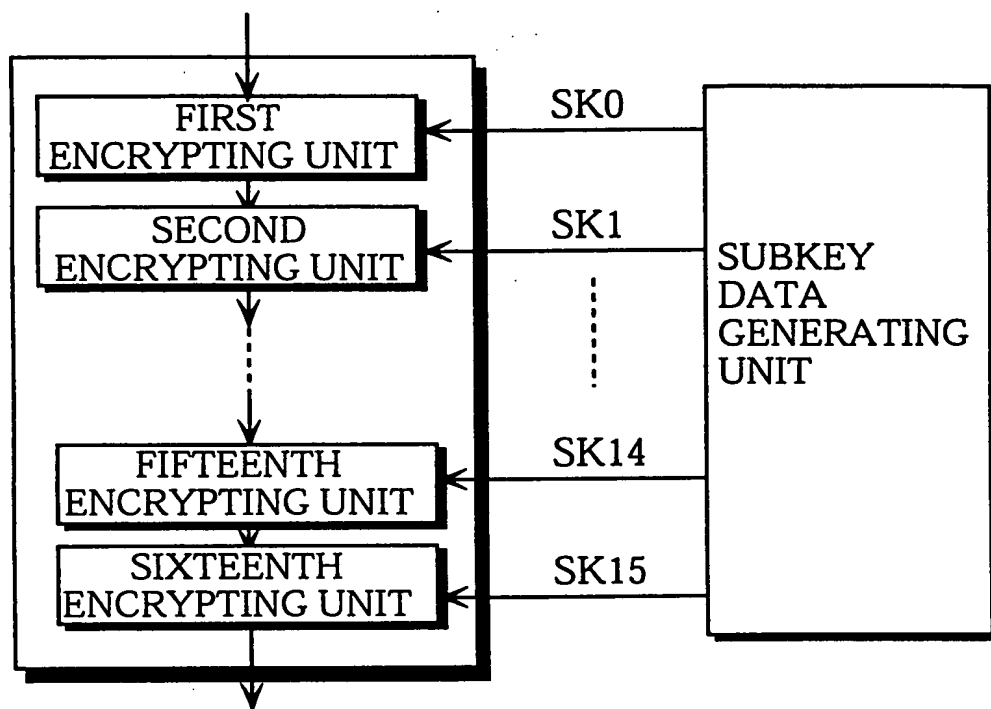 FIRST
ENCRYPTING UNIT
SK0
SECOND
ENCRYPTING UNIT
SK1
SUBKEY
DATA
GENERATING
UNIT
FIFTEENTH
ENCRYPTING UNIT
SK14
SIXTEENTH
ENCRYPTING UNIT
SK15